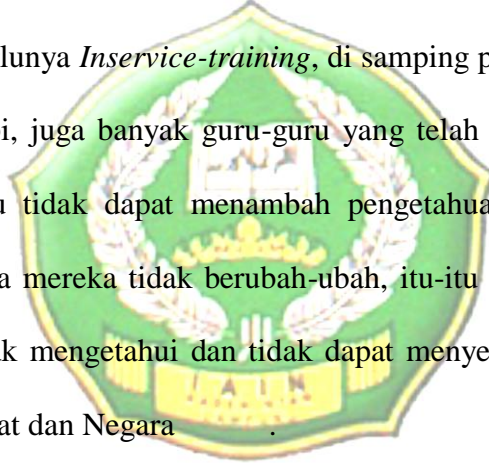 lunya Inservice-training, di samping p
i, juga banyak guru-guru yang telah
u tidak dapat menambah pengetahua
a mereka tidak berubah-ubah, itu-itu
ak mengetahui dan tidak dapat menye
I A I N
at dan Negara .